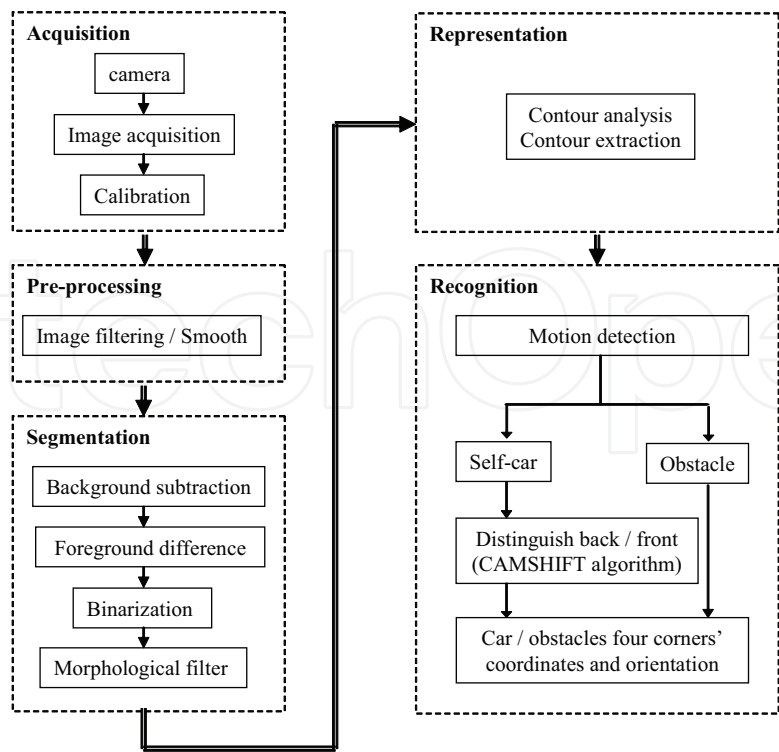 Acquisition
camera
Image acquisition
Calibration
Pre-processing
Image filtering / Smooth
Segmentation
Background subtraction
Foreground difference
Binarization
Morphological filter
Representation
Contour analysis
Contour extraction
Recognition
Motion detection
Self-car
Obstacle
Distinguish back / front
(CAMSHIFT algorithm)
Car / obstacles four corners’
coordinates and orientation
techOpe